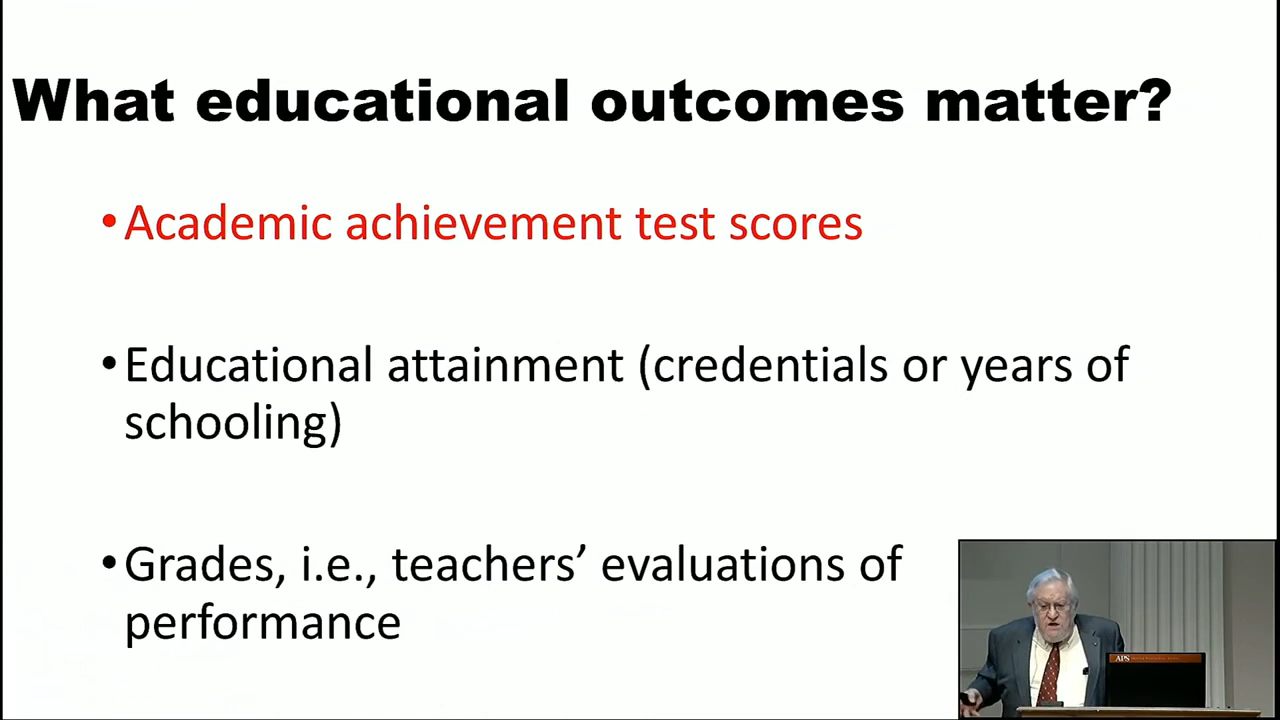 What educational outcomes matter?
•Academic achievement test scores
•Educational attainment (credentials or years of
schooling)
•Grades, i.e., teachers’ evaluations of
performance
APS